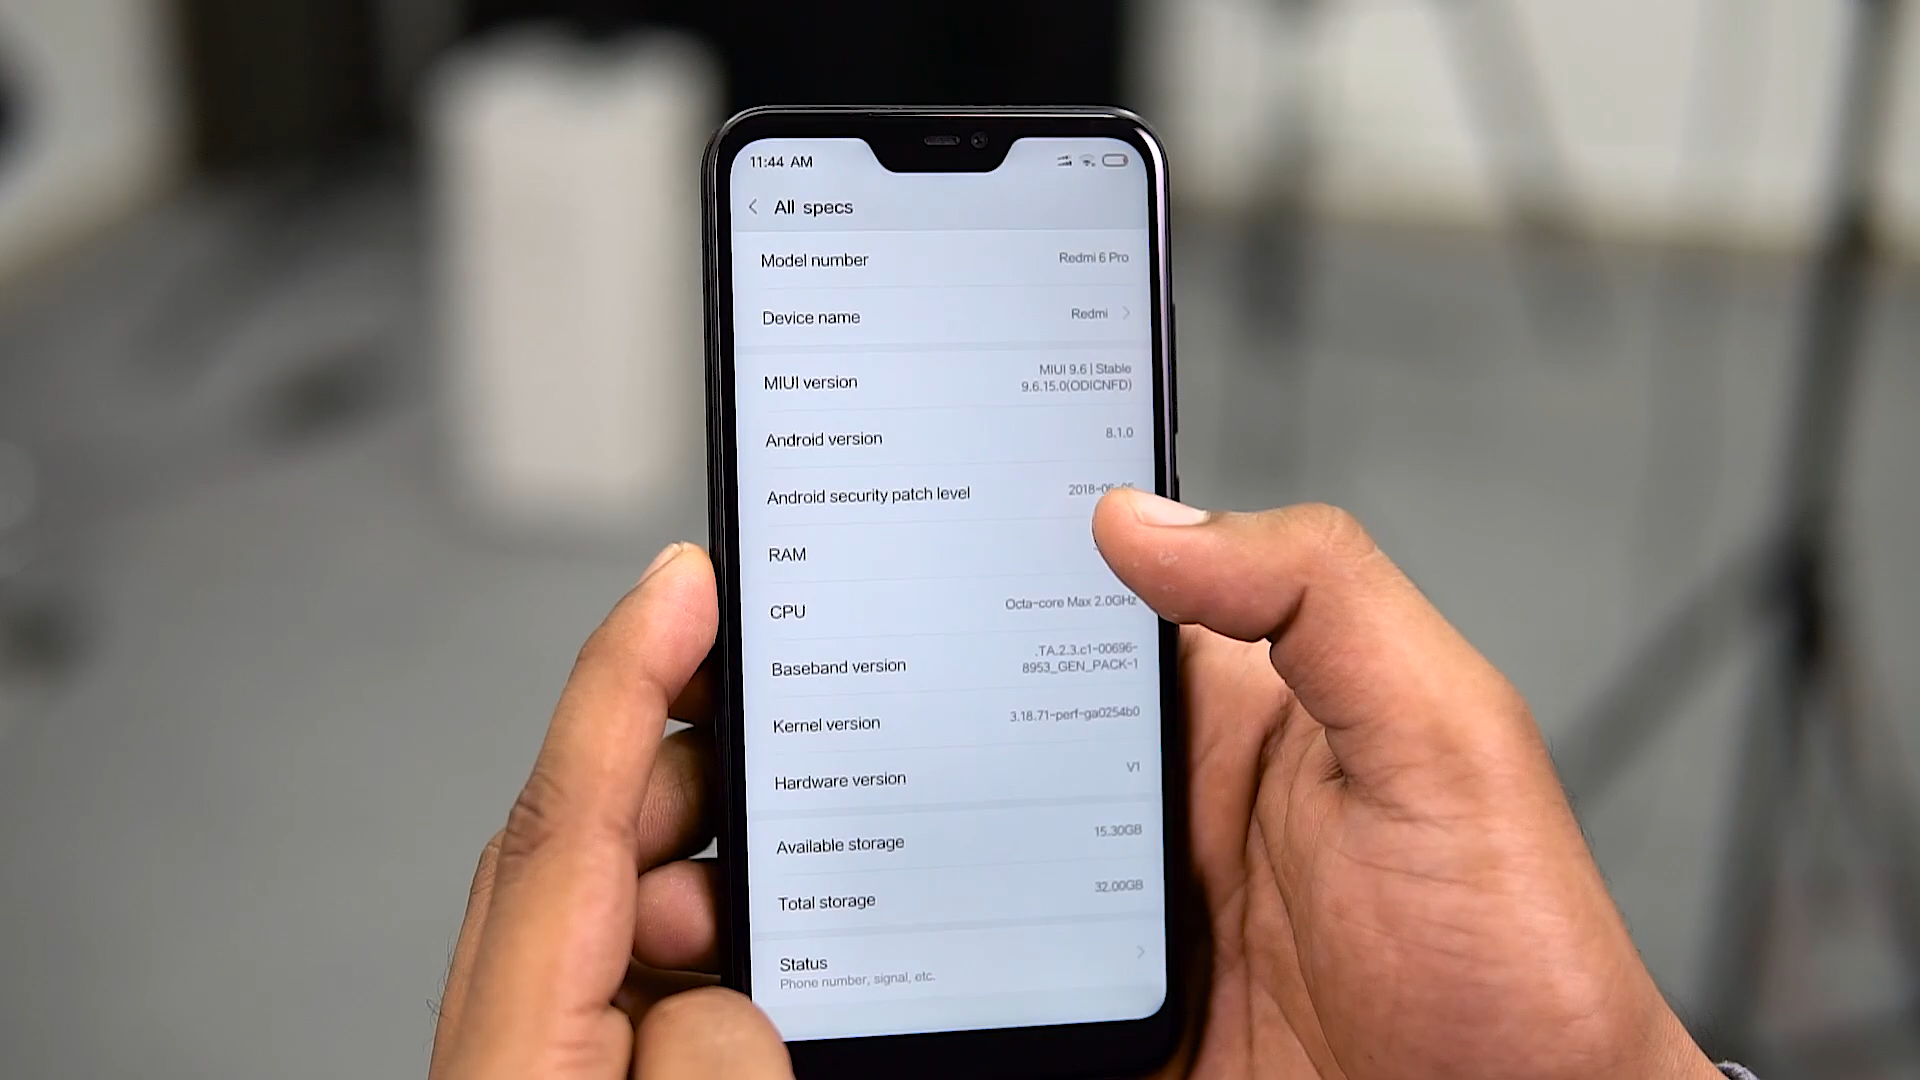 11:44 AM
All specs
Model number
Redmi 6 Pro
Device name
Redmi
MIUI version
MIUI 9.6 | Stable
9.6.15.0(ODICNFD)
Android version
8.1.0
Android security patch level
2018-06-05
RAM
CPU
Octa-core Max 2.0GHz
Baseband version
.TA.2.3.c1-00696-
8953_GEN_PACK-1
Kernel version
3.18.71-perf-ga0254b0
Hardware version
V1
Available storage
15.30GB
Total storage
32.00GB
Status
Phone number, signal, etc.